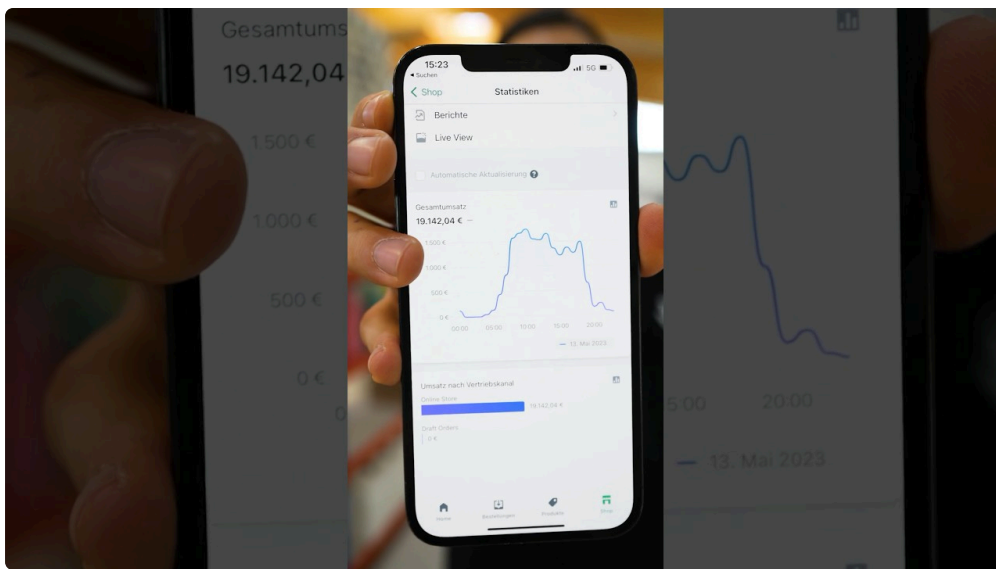 Gesamtums
19.142,04
1.500 €
1.000 €
500 €
0 €
0
15:23
5G
Suchen
Shop
Statistiken
Berichte
Live View
Automatische Aktualisierung
Gesamtumsatz
19.142,04 €
1.500 €
1.000 €
500 €
0 €
00:00 05:00 10:00 15:00 20:00
13. Mai 2023
Umsatz nach Vertriebskanal
Online Store
19.142,04 €
Draft Orders
0 €
Home Bestellungen Produkte Shop
5:00 20:00
13. Mai 2023